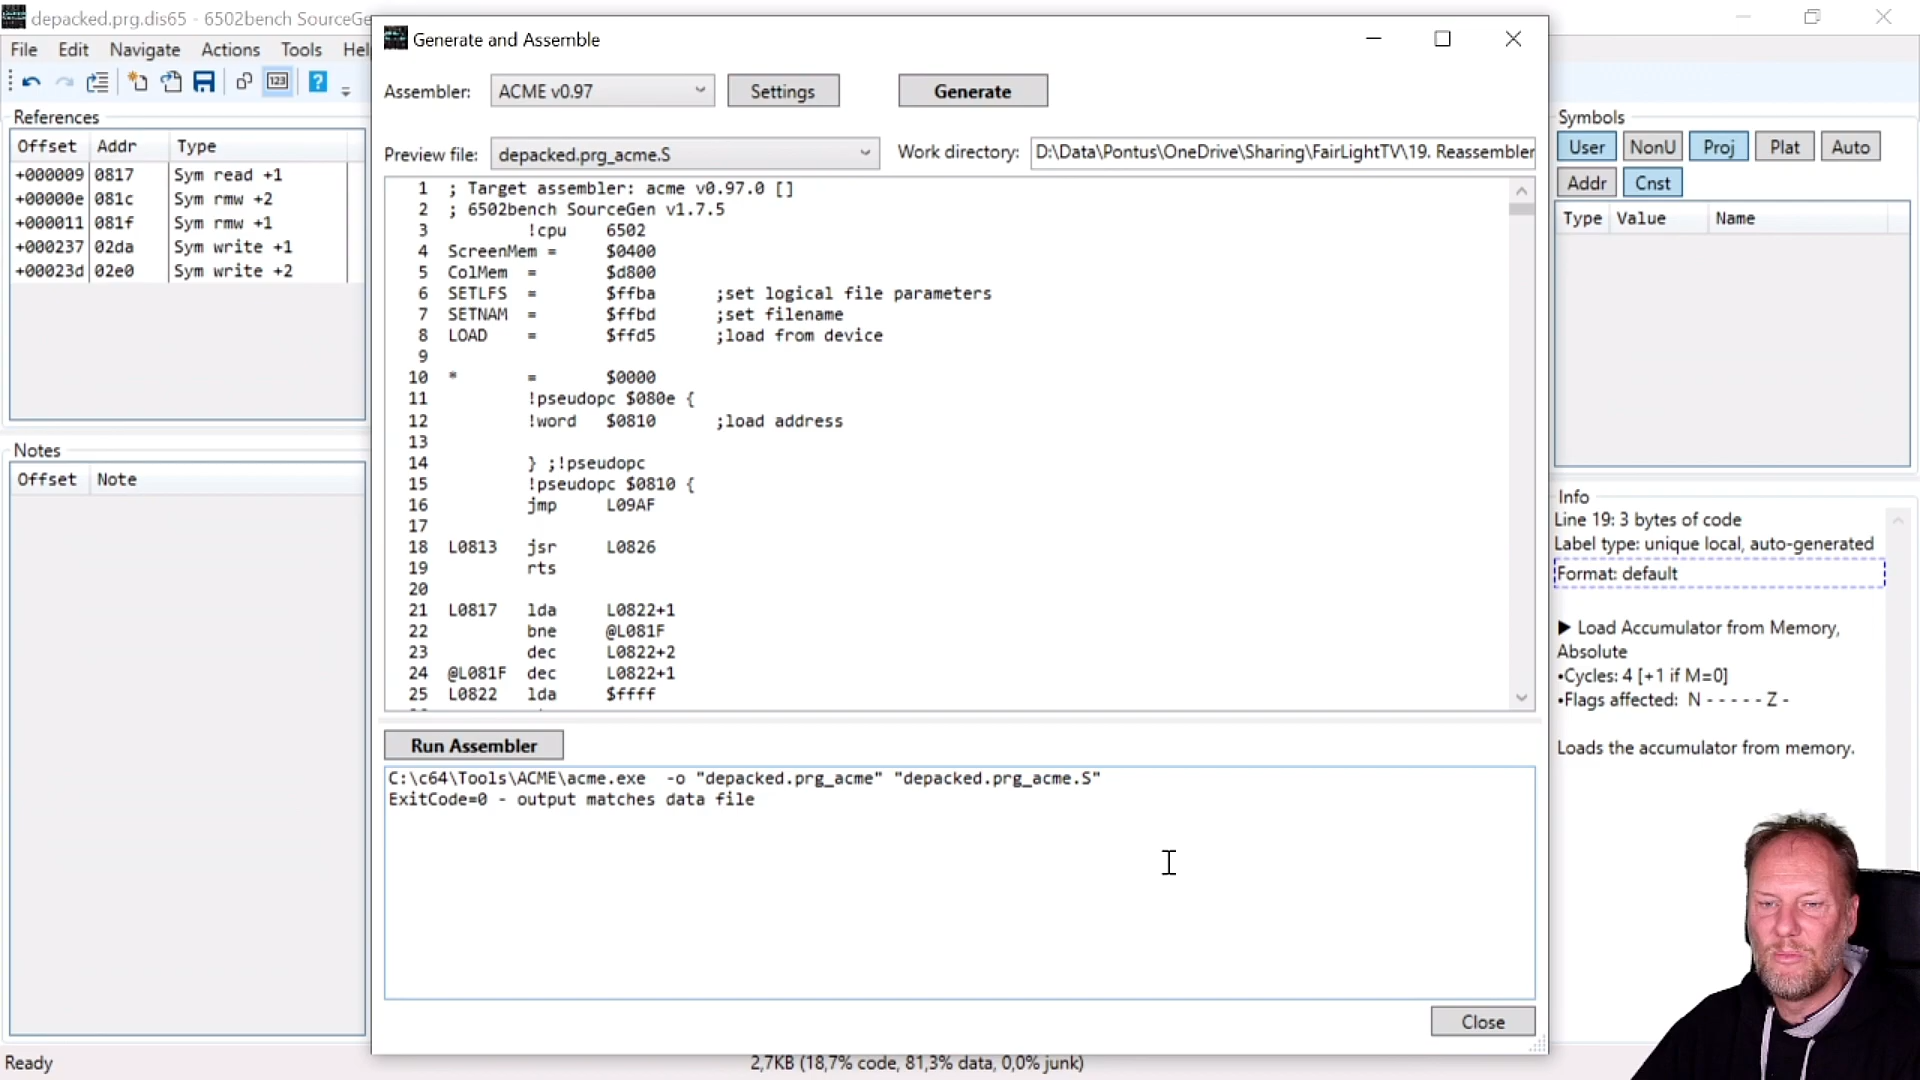 depacked.prg.dis65 - 6502bench SourceGe
File Edit Navigate Actions Tools Help
123
?
References
Offset Addr Type
+000009 0817 Sym read +1
+00000e 081c Sym rmw +2
+000011 081f Sym rmw +1
+000237 02da Sym write +1
+00023d 02e0 Sym write +2
Notes
Offset Note
Generate and Assemble
Assembler: ACME v0.97 Settings Generate
Preview file: depacked.prg_acme.S Work directory: D:\Data\Pontus\OneDrive\Sharing\FairLightTV\19. Reassembler
1 ; Target assembler: acme v0.97.0 []
2 ; 6502bench SourceGen v1.7.5
3 !cpu 6502
4 ScreenMem = $0400
5 ColMem = $d800
6 SETLFS = $ffba ;set logical file parameters
7 SETNAM = $ffbd ;set filename
8 LOAD = $ffd5 ;load from device
9
10 * = $0000
11 !pseudopc $080e {
12 !word $0810 ;load address
13
14 } ;!pseudopc
15 !pseudopc $0810 {
16 jmp L09AF
17
18 L0813 jsr L0826
19 rts
20
21 L0817 lda L0822+1
22 bne @L081F
23 dec L0822+2
24 @L081F dec L0822+1
25 L0822 lda $ffff
Run Assembler
C:\c64\Tools\ACME\acme.exe -o "depacked.prg_acme" "depacked.prg_acme.S"
ExitCode=0 - output matches data file
Close
Symbols
User NonU Proj Plat Auto
Addr Cnst
Type Value Name
Info
Line 19: 3 bytes of code
Label type: unique local, auto-generated
Format: default
▶ Load Accumulator from Memory,
Absolute
•Cycles: 4 [+1 if M=0]
•Flags affected: N - - - - - Z -
Loads the accumulator from memory.
Ready
2,7KB (18,7% code, 81,3% data, 0,0% junk)